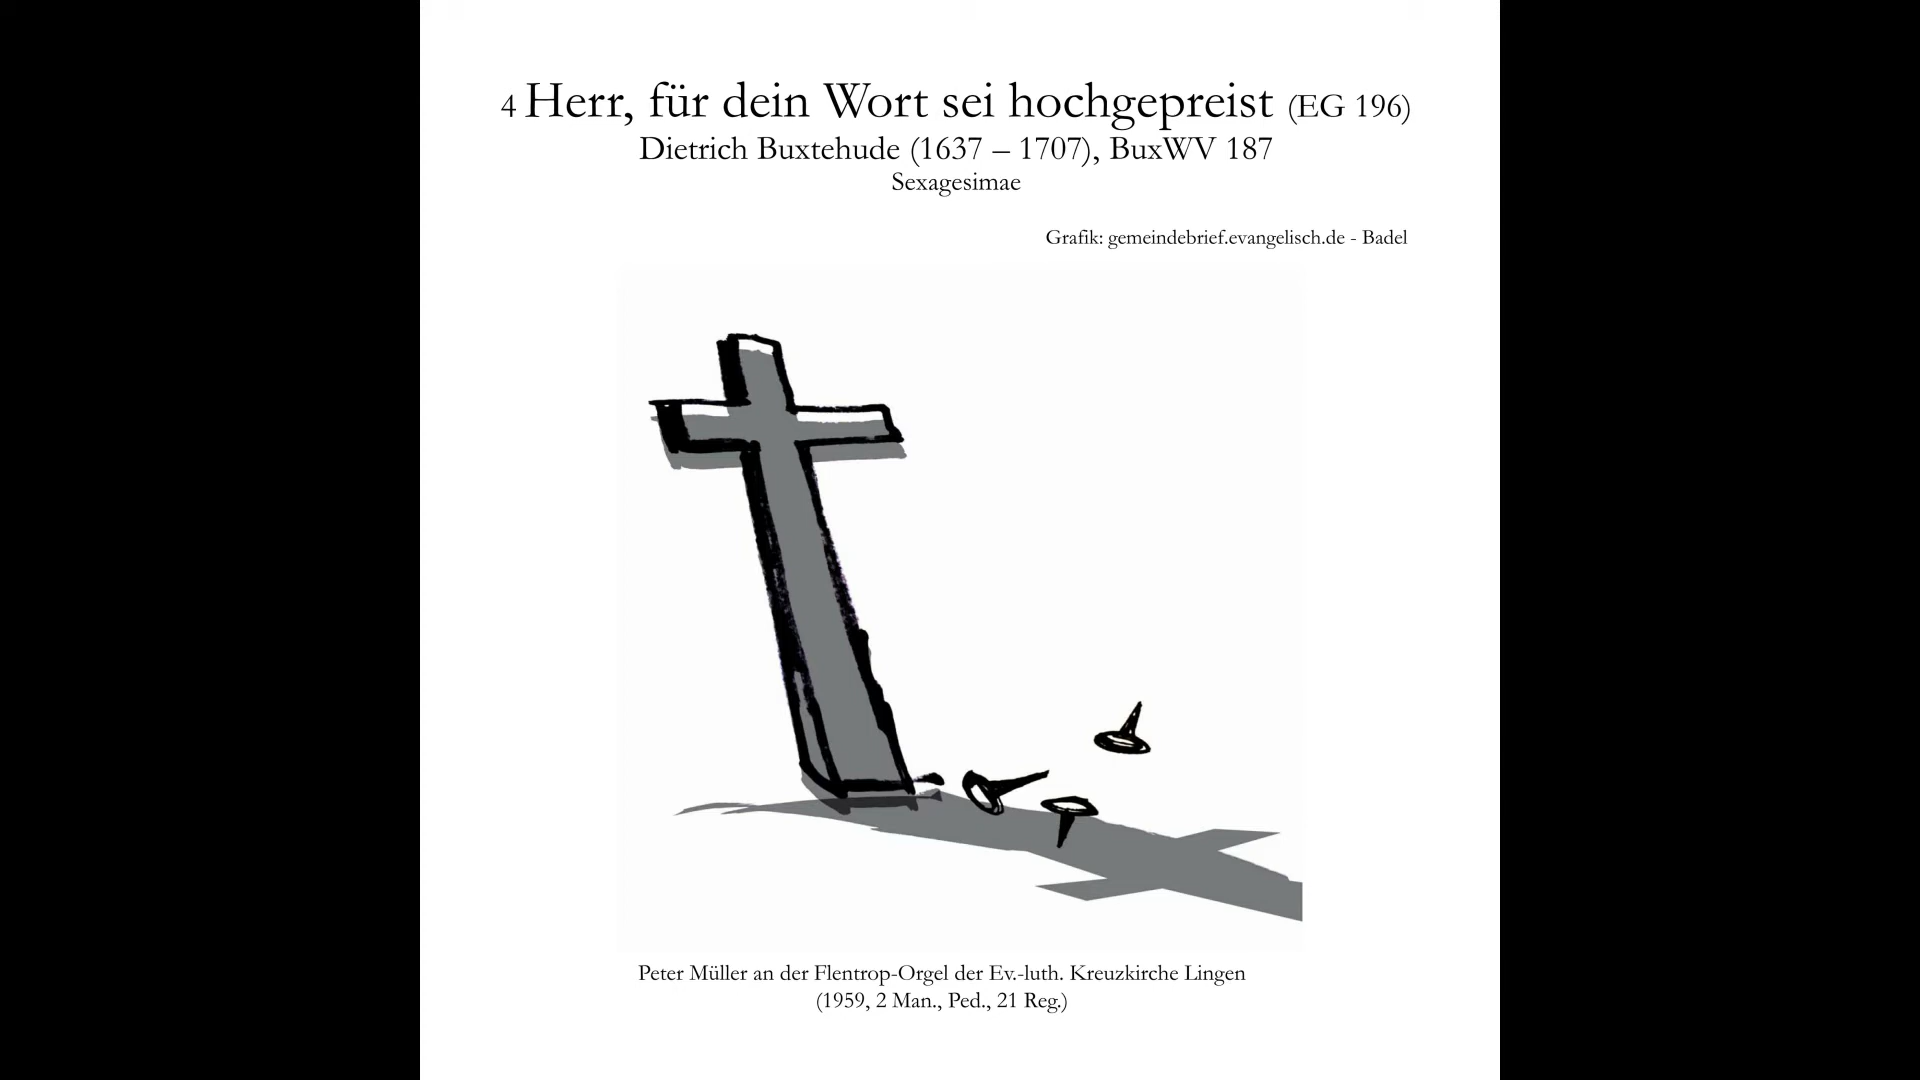 4 Herr, für dein Wort sei hochgepreist (EG 196)
Dietrich Buxtehude (1637 – 1707), BuxWV 187
Sexagesimae
Grafik: gemeindebrief.evangelisch.de - Badel
Peter Müller an der Flentrop-Orgel der Ev.-luth. Kreuzkirche Lingen
(1959, 2 Man., Ped., 21 Reg.)